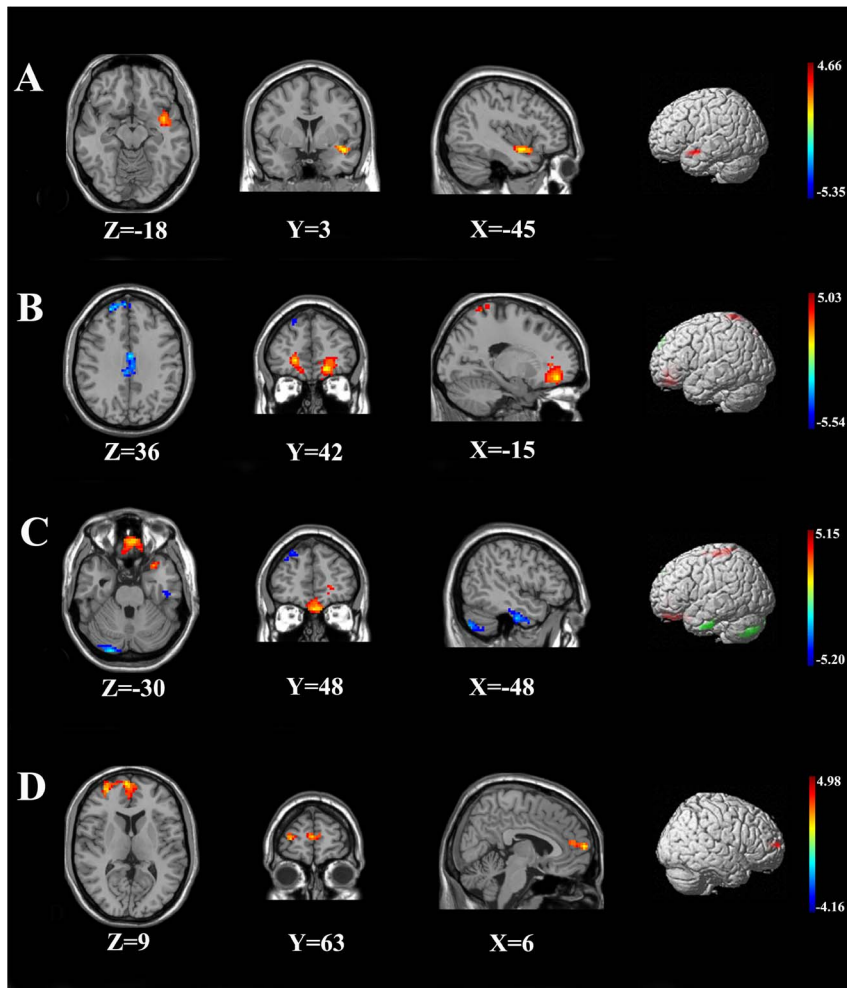 A
4.66
-5.35
Z=-18
Y=3
X=-45
B
5.03
-5.54
Z=36
Y=42
X=-15
C
5.15
-5.20
Z=-30
Y=48
X=-48
D
4.98
-4.16
Z=9
Y=63
X=6